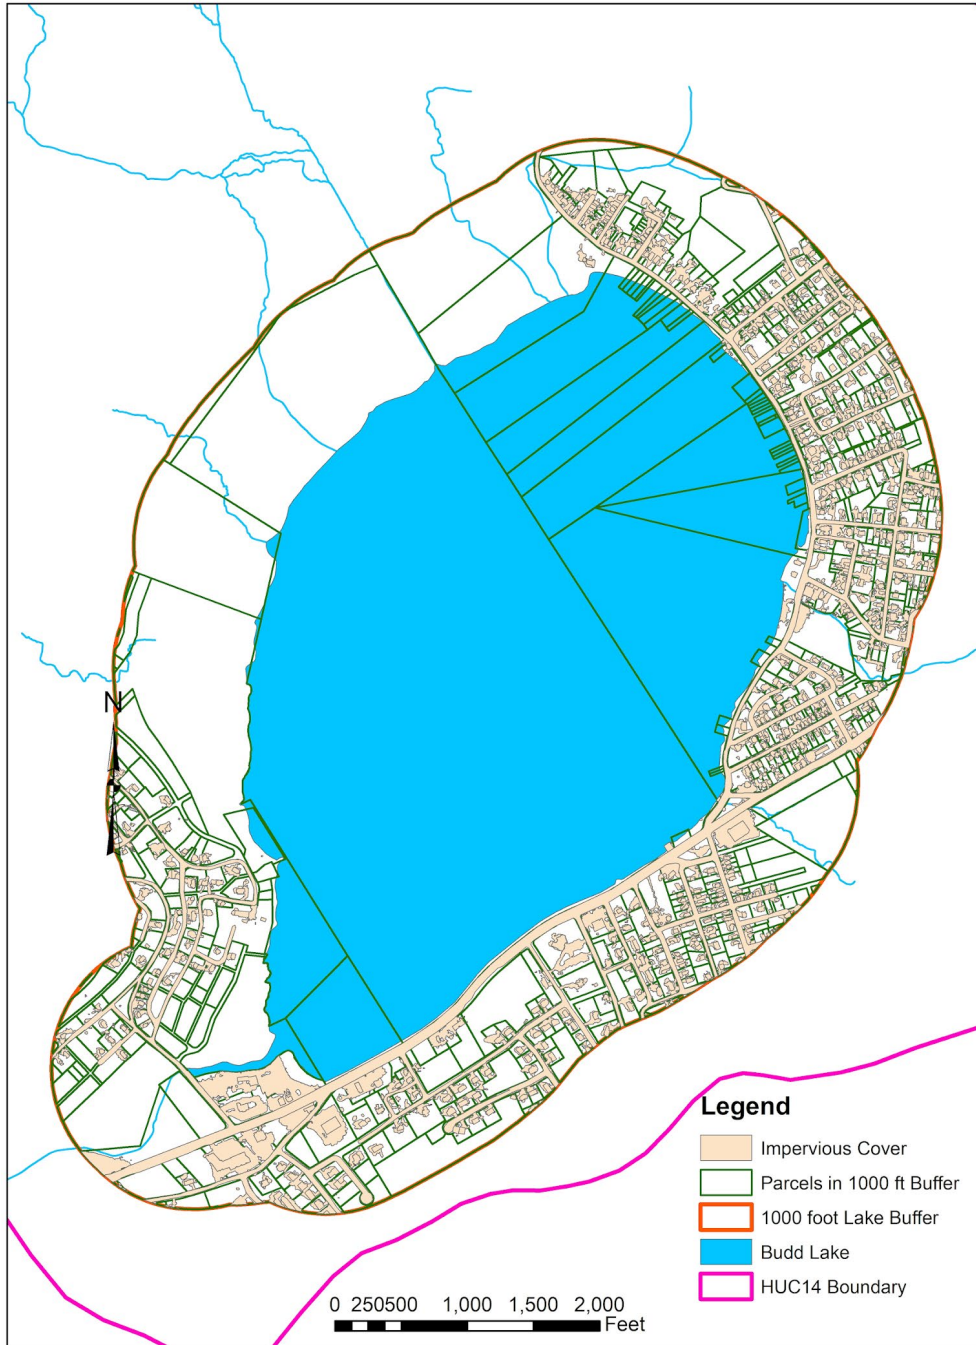 N
Legend
Impervious Cover
Parcels in 1000 ft Buffer
1000 foot Lake Buffer
Budd Lake
HUC14 Boundary
0 250500 1,000 1,500 2,000
Feet